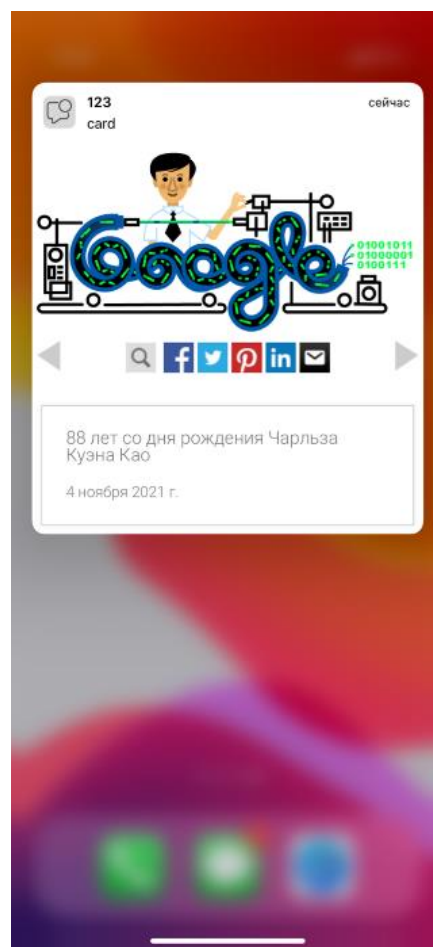 123
сейчас
card
Google
01001011
01000001
0100111
88 лет со дня рождения Чарльза
Куэна Као
4 ноября 2021 г.